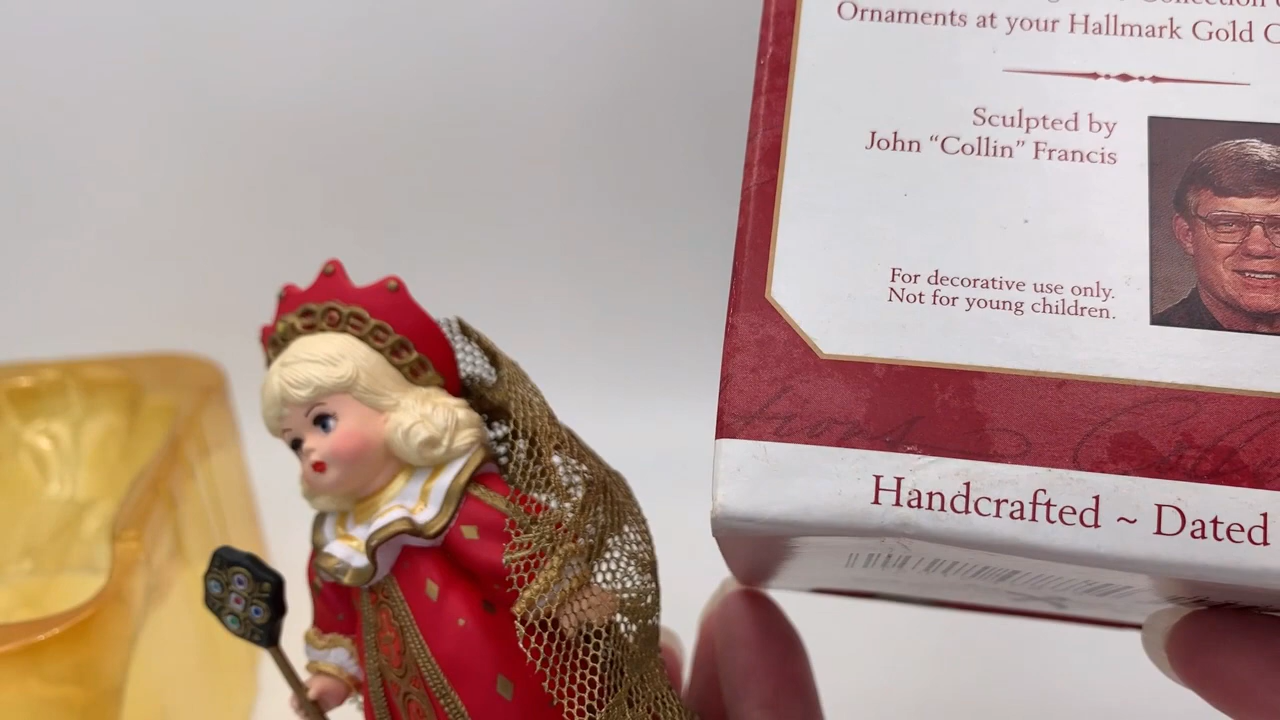 Ornaments at your Hallmark Gold
Sculpted by
John “Collin” Francis
For decorative use only.
Not for young children.
Handcrafted ~ Dated